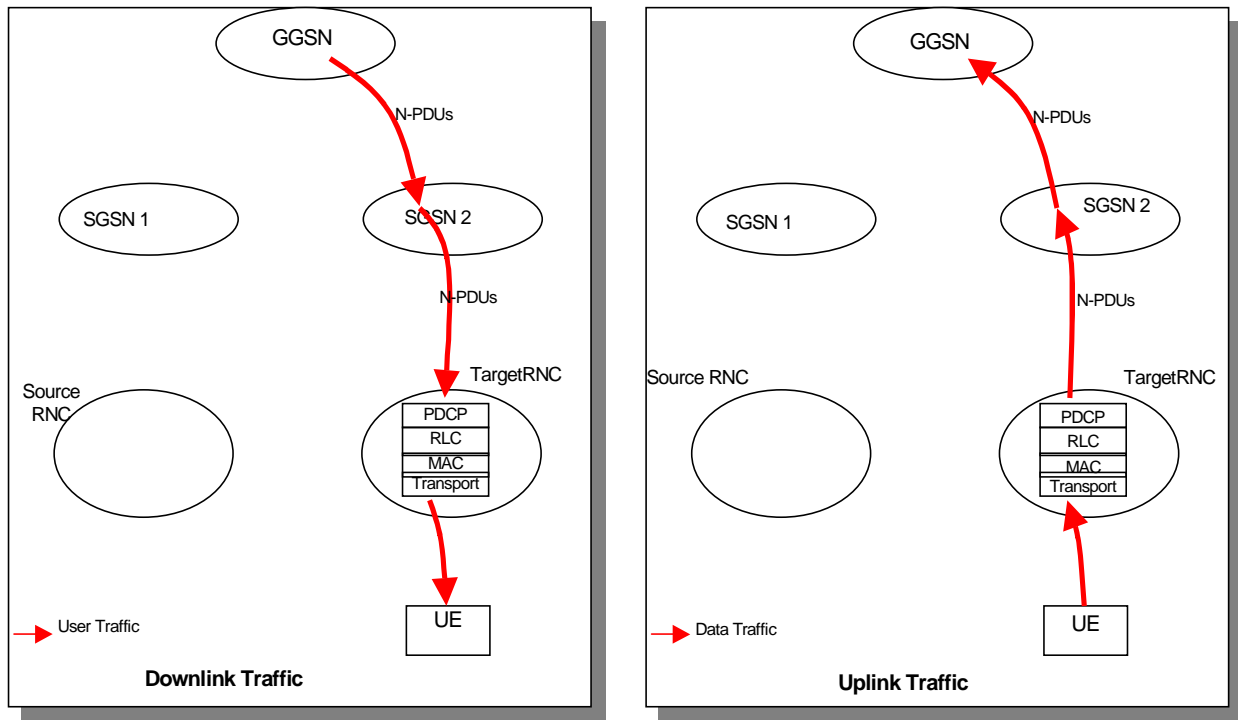 GGSN
N-PDUs
SGSN 1
SGSN 2
N-PDUs
Source
RNC
TargetRNC
PDCP
RLC
MAC
Transport
UE
User Traffic
Downlink Traffic
GGSN
N-PDUs
SGSN 1
SGSN 2
N-PDUs
Source RNC
TargetRNC
PDCP
RLC
MAC
Transport
UE
Data Traffic
Uplink Traffic